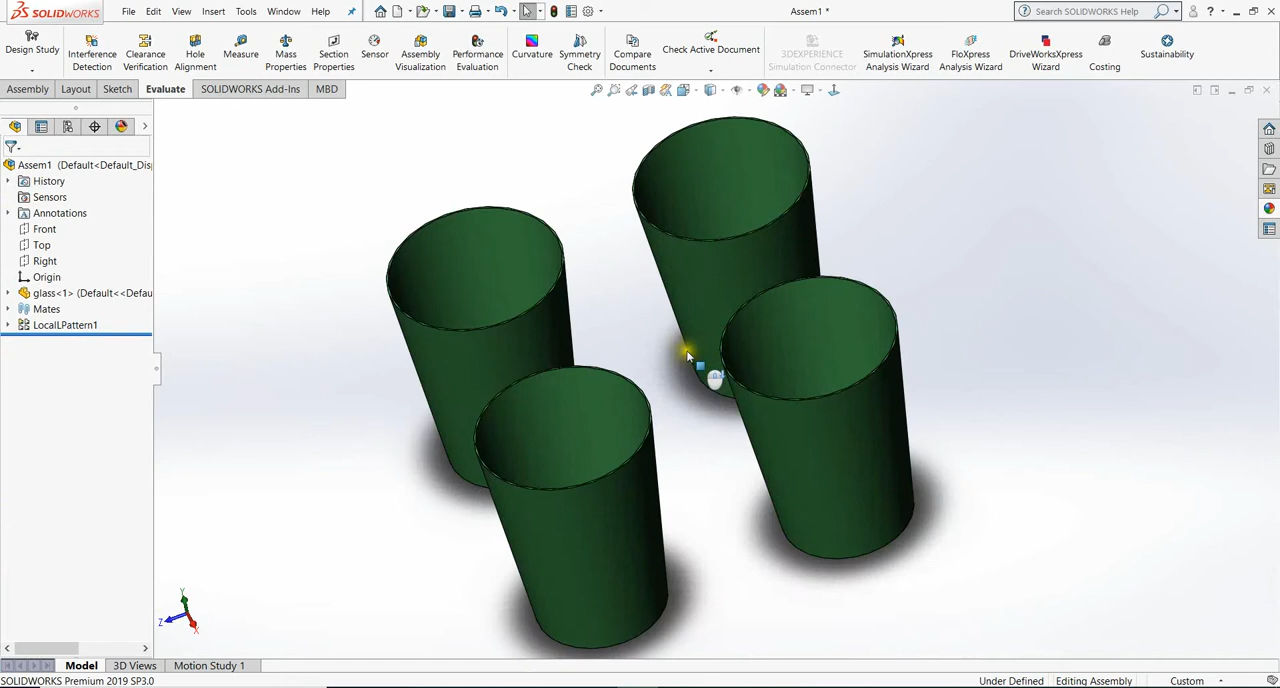 SOLIDWORKS File Edit View Insert Tools Window Help Assem1 * Search SOLIDWORKS Help ?
Design Study Interference Detection Clearance Verification Hole Alignment Measure Mass Properties Section Properties Sensor Assembly Visualization Performance Evaluation Curvature Symmetry Check Compare Documents Check Active Document 3DEXPERIENCE Simulation Connector SimulationXpress Analysis Wizard FloXpress Analysis Wizard DriveWorksXpress Wizard Costing Sustainability
Assembly Layout Sketch Evaluate SOLIDWORKS Add-Ins MBD
Assem1 (Default<Default_Dis
History
Sensors
Annotations
Front
Top
Right
Origin
glass<1> (Default<<Defau
Mates
LocalLPattern1
Y
Z
X
Model 3D Views Motion Study 1
SOLIDWORKS Premium 2019 SP3.0 Under Defined Editing Assembly Custom